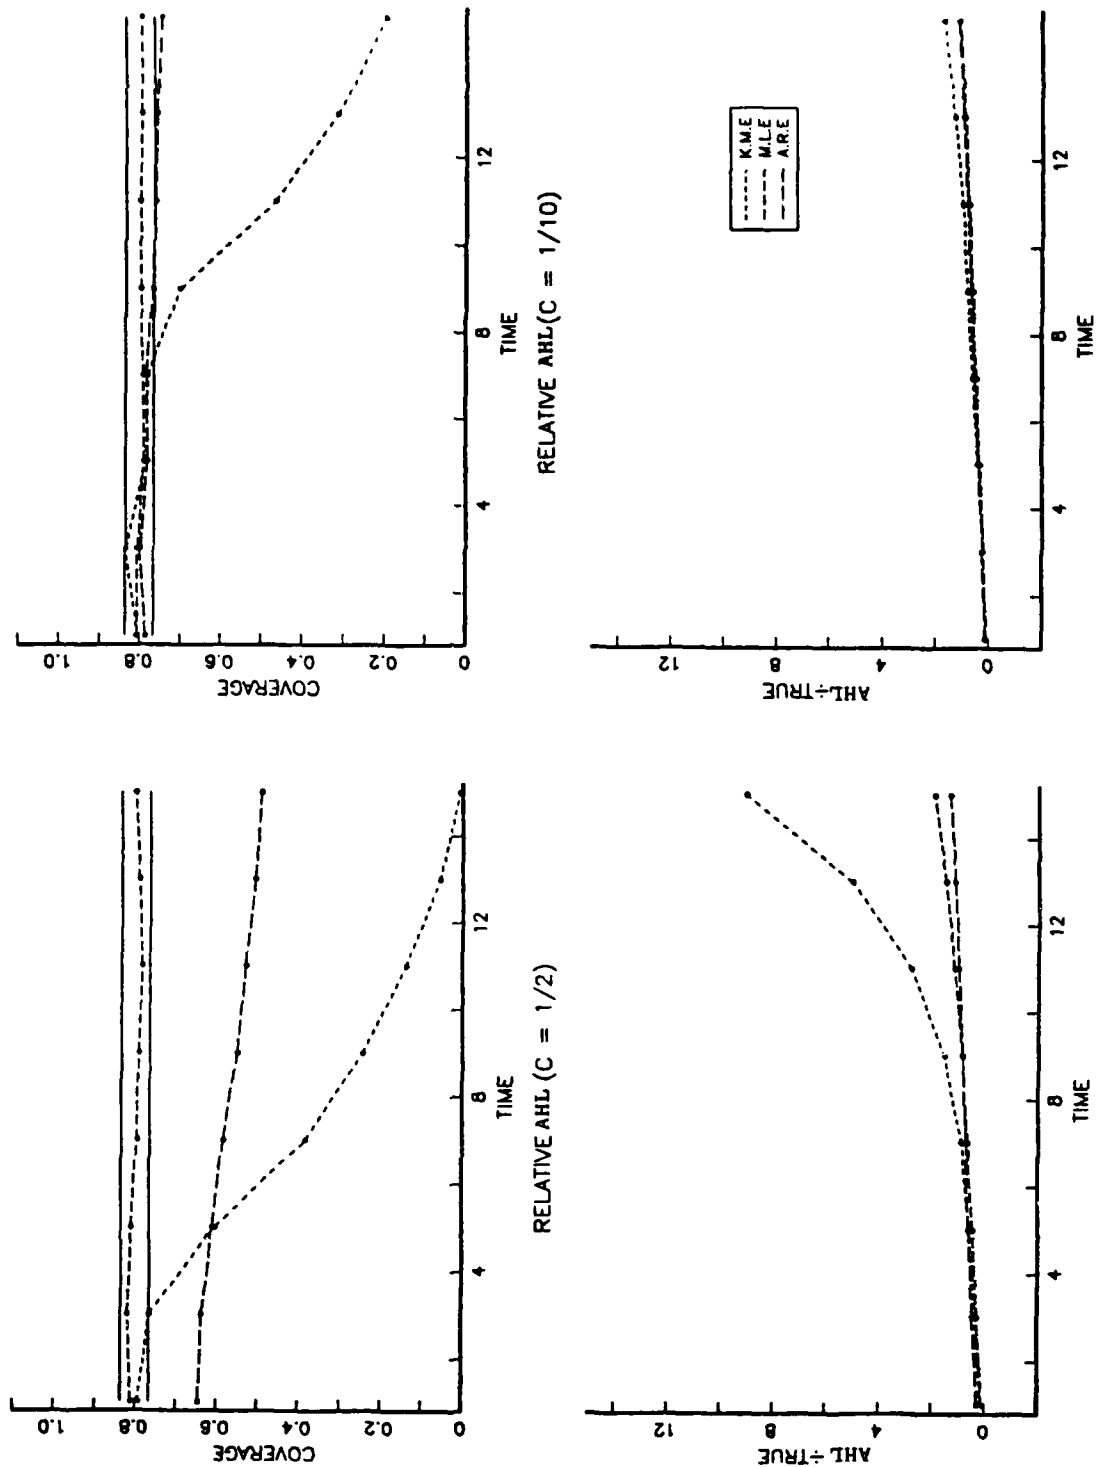 COVERAGE
1.0
0.8
0.6
0.4
0.2
0
4
8
12
TIME
COVERAGE
1.0
0.8
0.6
0.4
0.2
0
4
8
12
TIME
RELATIVE AHL (C = 1/2)
AHL÷TRUE
12
8
4
0
4
8
12
TIME
RELATIVE AHL (C = 1/10)
AHL÷TRUE
12
8
4
0
4
8
12
TIME
K.M.E
M.L.E
A.R.E